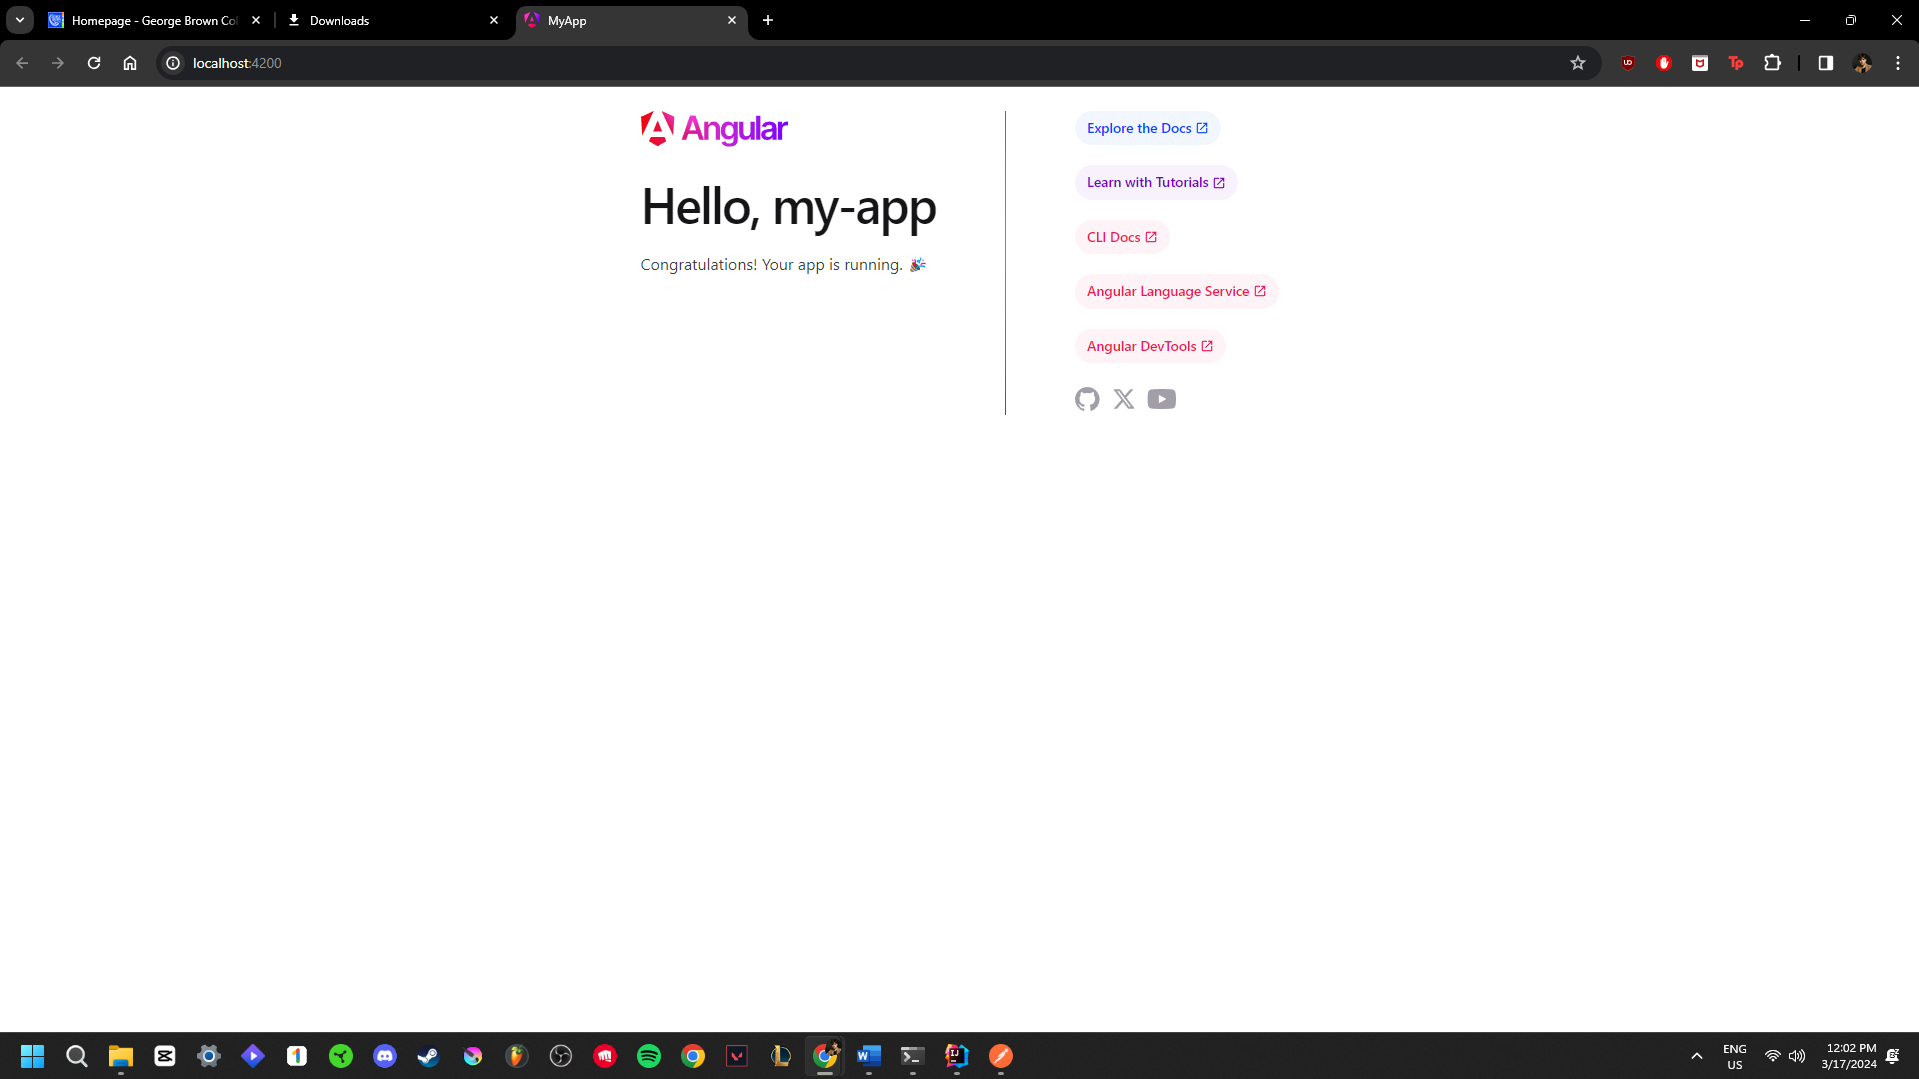 Homepage - George Brown Col
Downloads
MyApp
localhost:4200
UD
Tp
Angular
Hello, my-app
Congratulations! Your app is running. 🎉
Explore the Docs
Learn with Tutorials
CLI Docs
Angular Language Service
Angular DevTools
ENG
US
12:02 PM
3/17/2024